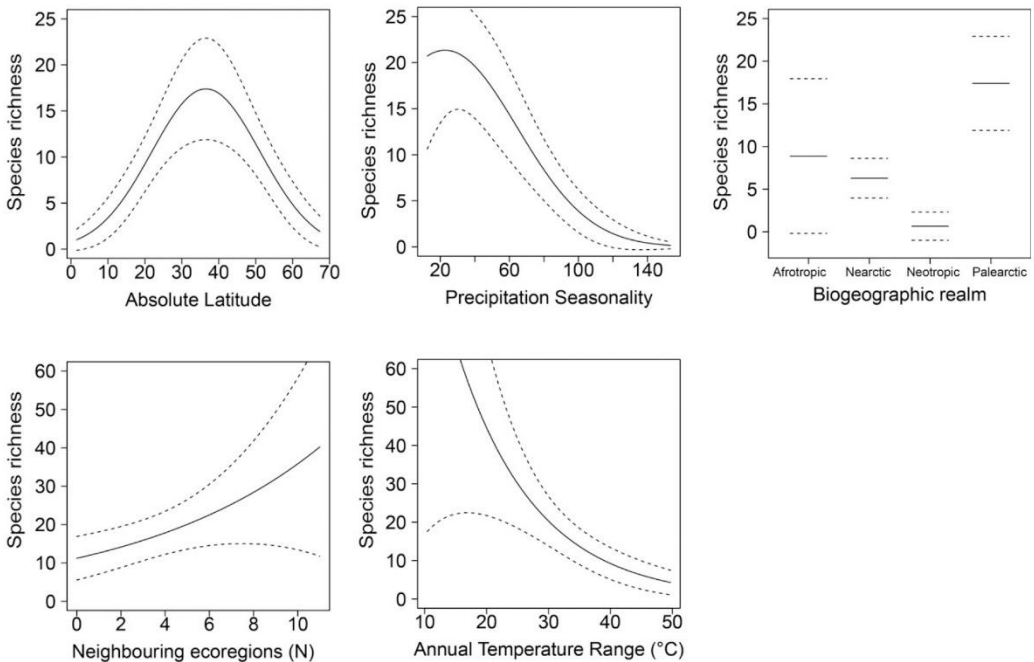 Species richness
25
20
15
10
5
0
0 10 20 30 40 50 60 70
Absolute Latitude
Species richness
25
20
15
10
5
0
20 60 100 140
Precipitation Seasonality
Species richness
25
20
15
10
5
0
Afrotropic Nearctic Neotropic Palearctic
Biogeographic realm
Species richness
60
50
40
30
20
10
0
0 2 4 6 8 10
Neighbouring ecoregions (N)
Species richness
60
50
40
30
20
10
0
10 20 30 40 50
Annual Temperature Range (°C)